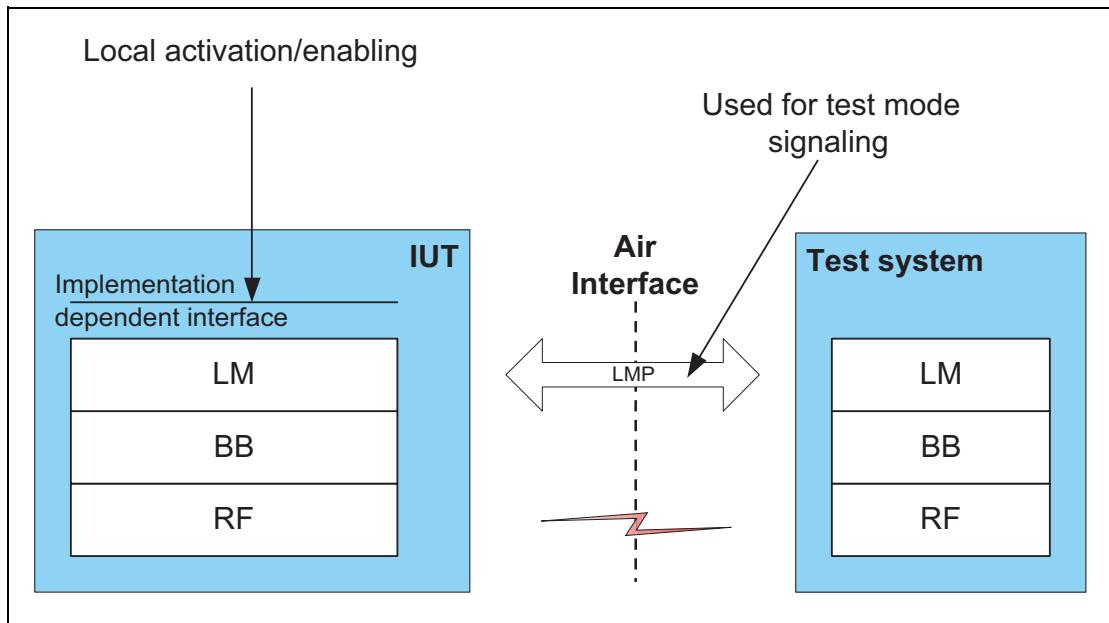 Local activation/enabling
Used for test mode
signaling
IUT
Implementation
dependent interface
LM
BB
RF
Air
Interface
LMP
Test system
LM
BB
RF